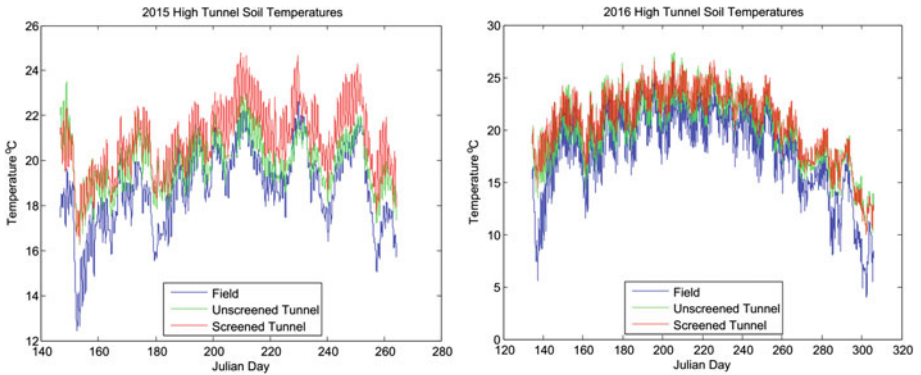 2015 High Tunnel Soil Temperatures
26
24
22
20
18
16
14
12
Temperature °C
Field
Unscreened Tunnel
Screened Tunnel
140 160 180 200 220 240 260 280
Julian Day
2016 High Tunnel Soil Temperatures
30
25
20
15
10
5
0
Temperature °C
Field
Unscreened Tunnel
Screened Tunnel
120 140 160 180 200 220 240 260 280 300 320
Julian Day